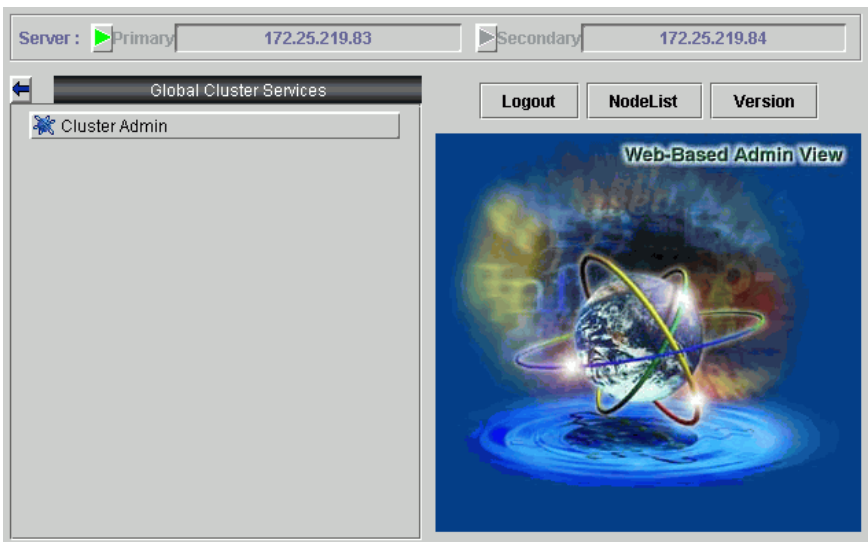 Server : Primary 172.25.219.83 Secondary 172.25.219.84
Global Cluster Services
Logout NodeList Version
Cluster Admin
Web-Based Admin View